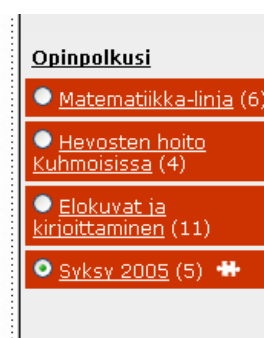 Opinpolkusi
Matematiikka-linja (6)
Hevosten hoito
Kuhmoisissa (4)
Elokuvat ja
kirjoittaminen (11)
Syksy 2005 (5)